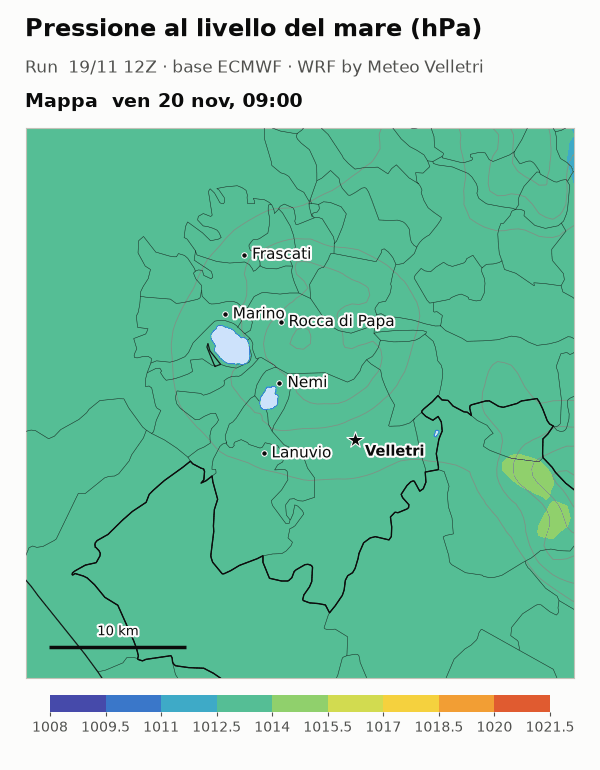 Pressione al livello del mare (hPa)
Run  19/11 12Z · base ECMWF · WRF by Meteo Velletri
Mappa  ven 20 nov, 09:00
Frascati
Marino
Rocca di Papa
Nemi
Velletri
Lanuvio
10 km
1008 1009.5 1011 1012.5 1014 1015.5 1017 1018.5 1020 1021.5